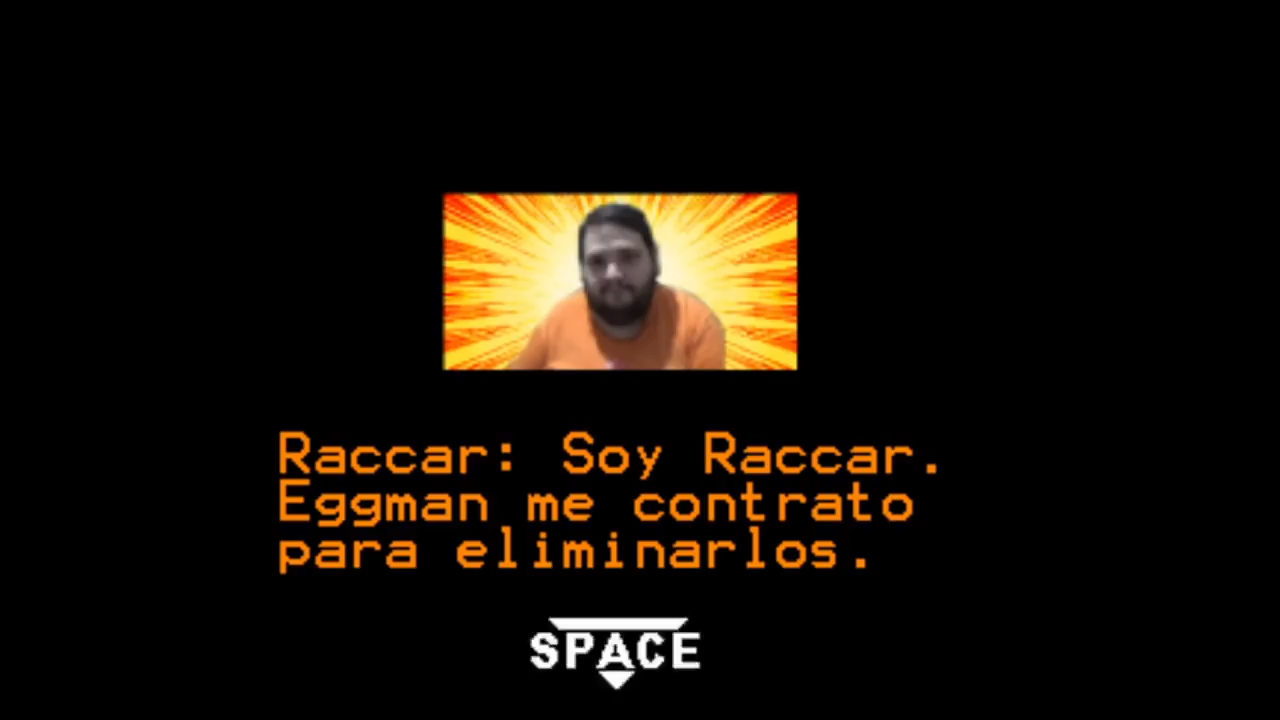 Raccar: Soy Raccar.
Eggman me contrato
para eliminarlos.
SPACE